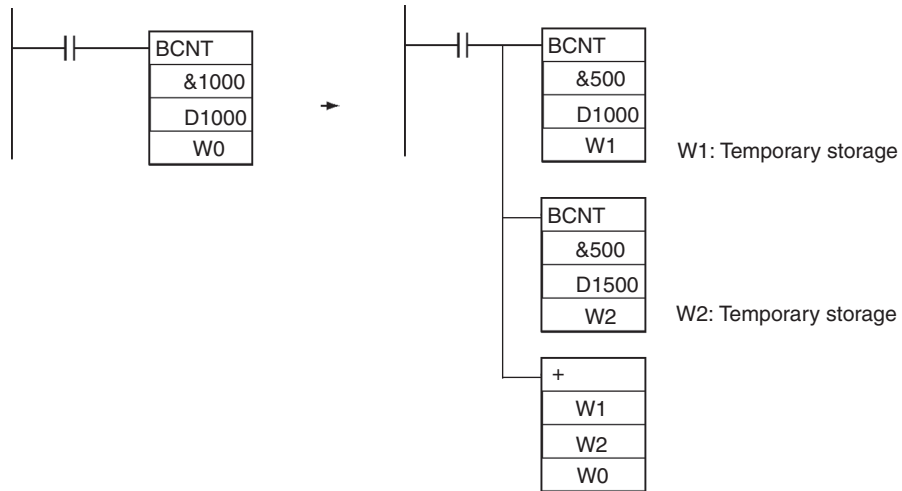 BCNT
&1000
D1000
W0
BCNT
&500
D1000
W1
W1: Temporary storage
BCNT
&500
D1500
W2
W2: Temporary storage
+
W1
W2
W0